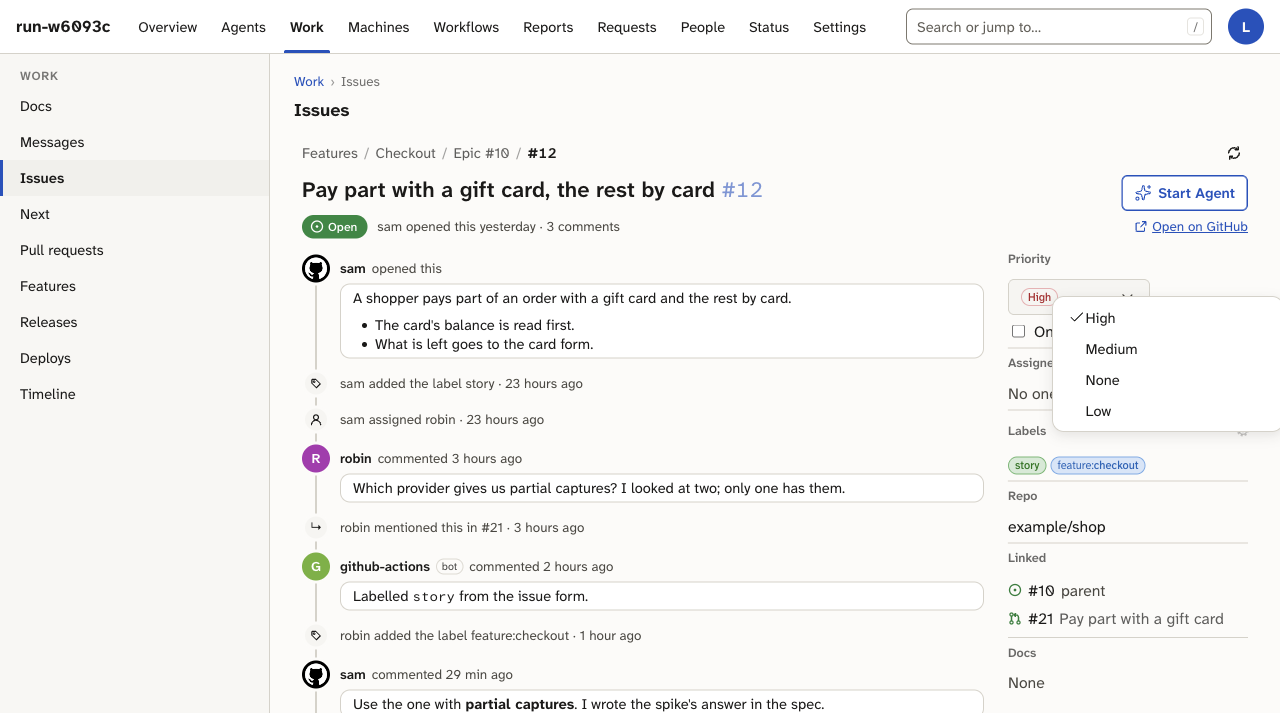 run-w6093c Overview Agents Work Machines Workflows Reports Requests People Status Settings Search or jump to... / L
WORK
Docs
Messages
Issues
Next
Pull requests
Features
Releases
Deploys
Timeline
Work › Issues
Issues
Features / Checkout / Epic #10 / #12
Pay part with a gift card, the rest by card #12
Start Agent
Open sam opened this yesterday · 3 comments
Open on GitHub
sam opened this
A shopper pays part of an order with a gift card and the rest by card.
• The card's balance is read first.
• What is left goes to the card form.
sam added the label story · 23 hours ago
sam assigned robin · 23 hours ago
R robin commented 3 hours ago
Which provider gives us partial captures? I looked at two; only one has them.
robin mentioned this in #21 · 3 hours ago
G github-actions bot commented 2 hours ago
Labelled story from the issue form.
robin added the label feature:checkout · 1 hour ago
sam commented 29 min ago
Use the one with partial captures. I wrote the spike's answer in the spec.
Priority
High
High
Medium
None
Low
Labels
story feature:checkout
Repo
example/shop
Linked
#10 parent
#21 Pay part with a gift card
Docs
None